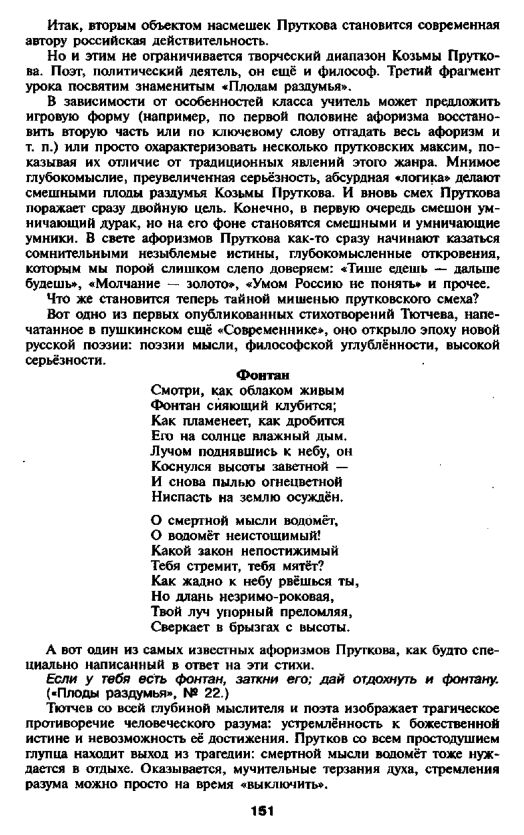 Итак, вторым объектом насмешек Пруткова становится современная
автору российская действительность.
Но и этим не ограничивается творческий диапазон Козьмы Прутко-
ва. Поэт, политический деятель, он ещё и философ. Третий фрагмент
урока посвятим знаменитым «Плодам раздумья».
В зависимости от особенностей класса учитель может предложить
игровую форму (например, по первой половине афоризма восстано-
вить вторую часть или по ключевому слову отгадать весь афоризм и
т. п.) или просто охарактеризовать несколько прутковских максим, по-
казывая их отличие от традиционных явлений этого жанра. Мнимое
глубокомыслие, преувеличенная серьёзность, абсурдная «логика» делают
смешными плоды раздумья Козьмы Пруткова. И вновь смех Пруткова
поражает сразу двойную цель. Конечно, в первую очередь смешон ум-
ничающий дурак, но на его фоне становятся смешными и умничающие
умники. В свете афоризмов Пруткова как-то сразу начинают казаться
сомнительными незыблемые истины, глубокомысленные откровения,
которым мы порой слишком слепо доверяем: «Тише едешь — дальше
будешь», «Молчание — золото», «Умом Россию не понять» и прочее.
Что же становится теперь тайной мишенью прутковского смеха?
Вот одно из первых опубликованных стихотворений Тютчева, напе-
чатанное в пушкинском ещё «Современнике», оно открыло эпоху новой
русской поэзии: поэзии мысли, философской углублённости, высокой
серьёзности.
Фонтан
Смотри, как облаком живым
Фонтан сияющий клубится;
Как пламенеет, как дробится
Его на солнце влажный дым.
Лучом поднявшись к небу, он
Коснулся высоты заветной —
И снова пылью огнецветной
Ниспасть на землю осуждён.
О смертной мысли водомёт,
О водомёт неистощимый!
Какой закон непостижимый
Тебя стремит, тебя мятёт?
Как жадно к небу рвёшься ты,
Но длань незримо-роковая,
Твой луч упорный преломляя,
Сверкает в брызгах с высоты.
А вот один из самых известных афоризмов Пруткова, как будто спе-
циально написанный в ответ на эти стихи.
Если у тебя есть фонтан, заткни его; дай отдохнуть и фонтану.
(«Плоды раздумья», № 22.)
Тютчев со всей глубиной мыслителя и поэта изображает трагическое
противоречие человеческого разума: устремлённость к божественной
истине и невозможность её достижения. Прутков со всем простодушием
глупца находит выход из трагедии: смертной мысли водомёт тоже нуж-
дается в отдыхе. Оказывается, мучительные терзания духа, стремления
разума можно просто на время «выключить».
151